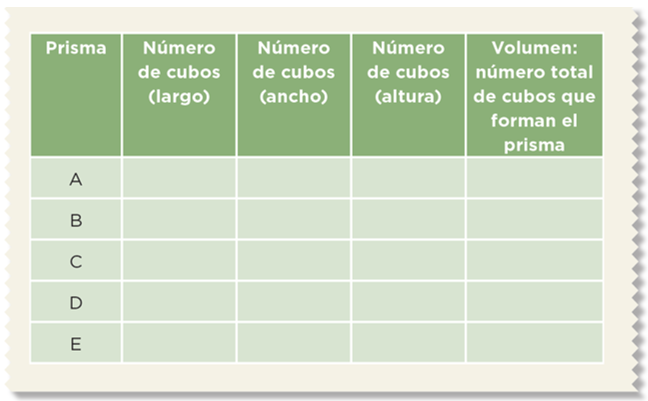 Prisma
Número
de cubos
(largo)
Número
de cubos
(ancho)
Número
de cubos
(altura)
Volumen:
número total
de cubos que
forman el
prisma
A
B
C
D
E